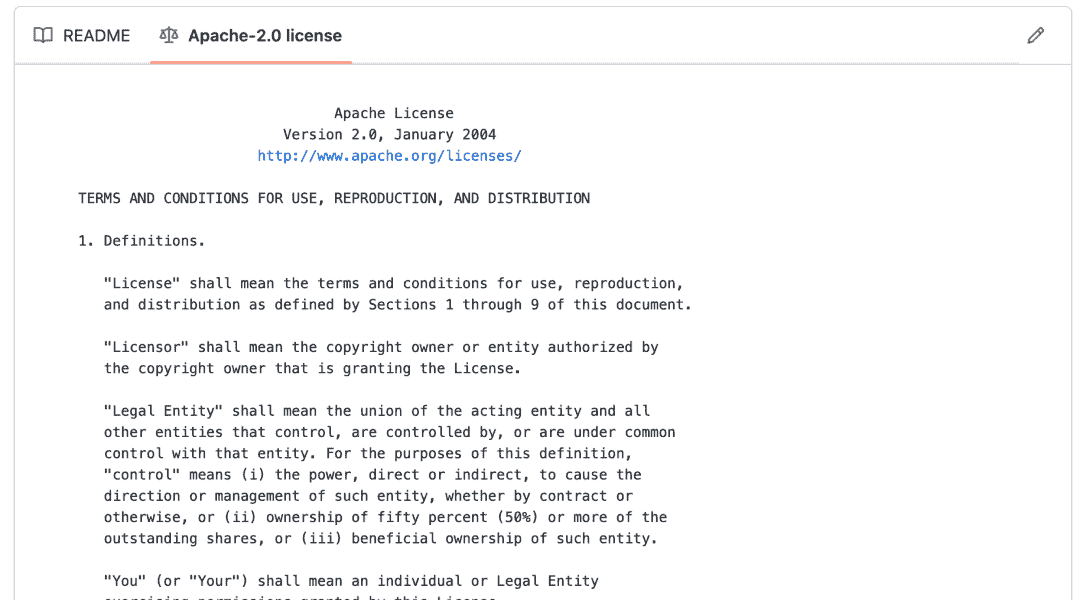 README Apache-2.0 license
Apache License
Version 2.0, January 2004
http://www.apache.org/licenses/
TERMS AND CONDITIONS FOR USE, REPRODUCTION, AND DISTRIBUTION
1. Definitions.
"License" shall mean the terms and conditions for use, reproduction,
and distribution as defined by Sections 1 through 9 of this document.
"Licensor" shall mean the copyright owner or entity authorized by
the copyright owner that is granting the License.
"Legal Entity" shall mean the union of the acting entity and all
other entities that control, are controlled by, or are under common
control with that entity. For the purposes of this definition,
"control" means (i) the power, direct or indirect, to cause the
direction or management of such entity, whether by contract or
otherwise, or (ii) ownership of fifty percent (50%) or more of the
outstanding shares, or (iii) beneficial ownership of such entity.
"You" (or "Your") shall mean an individual or Legal Entity